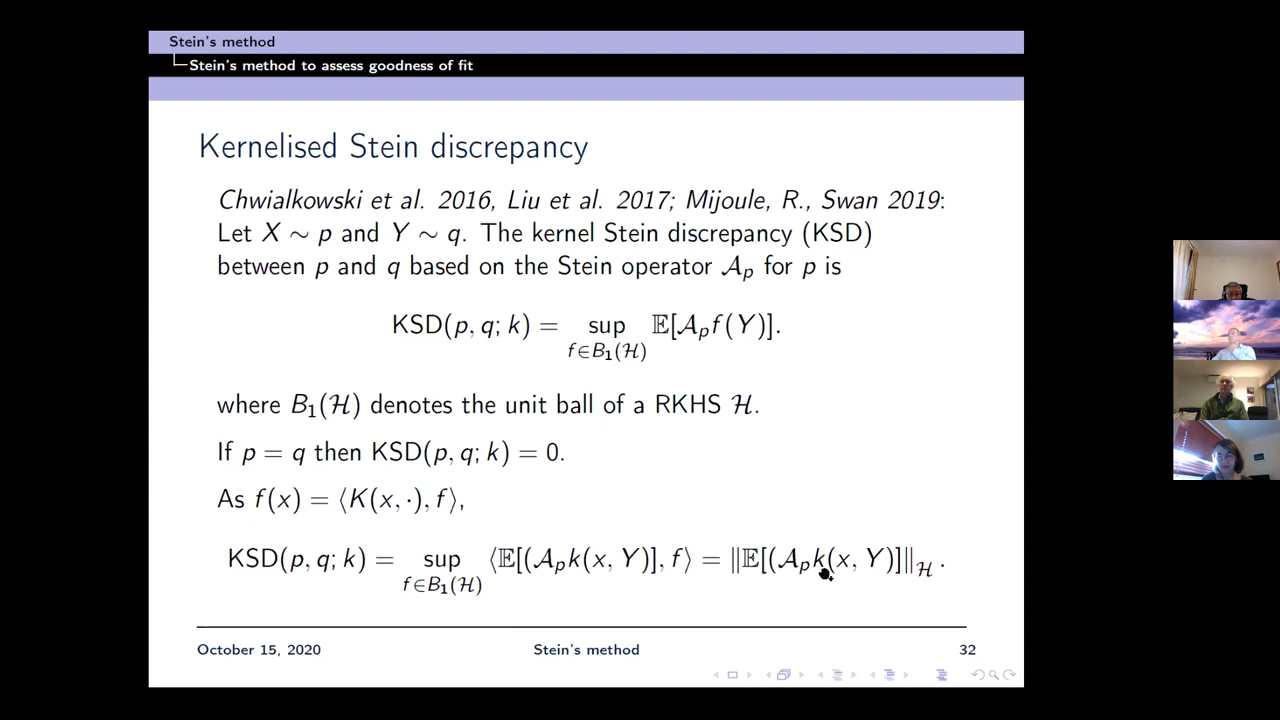 Stein's method
Stein's method to assess goodness of fit
Kernelised Stein discrepancy
Chwialkowski et al. 2016, Liu et al. 2017; Mijoule, R., Swan 2019:
Let X ∼ p and Y ∼ q. The kernel Stein discrepancy (KSD)
between p and q based on the Stein operator 𝒜_p for p is
KSD(p, q; k) = sup_{f∈B_1(ℋ)} 𝔼[𝒜_p f(Y)].
where B_1(ℋ) denotes the unit ball of a RKHS ℋ.
If p = q then KSD(p, q; k) = 0.
As f(x) = ⟨K(x, ·), f⟩,
KSD(p, q; k) = sup_{f∈B_1(ℋ)} ⟨𝔼[(𝒜_p k(x, Y)], f⟩ = ‖𝔼[(𝒜_p k(x, Y)]‖_ℋ .
October 15, 2020 Stein's method 32